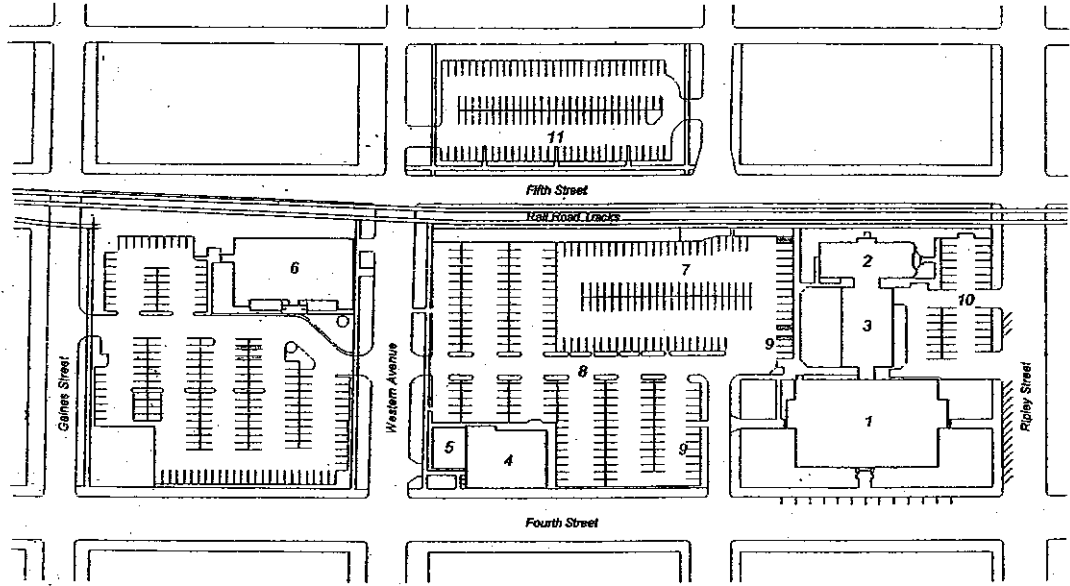 11
Fifth Street
Rail Road Tracks
6
7
2
10
3
9
8
Gaines Street
Western Avenue
Ripley Street
1
5
4
9
Fourth Street